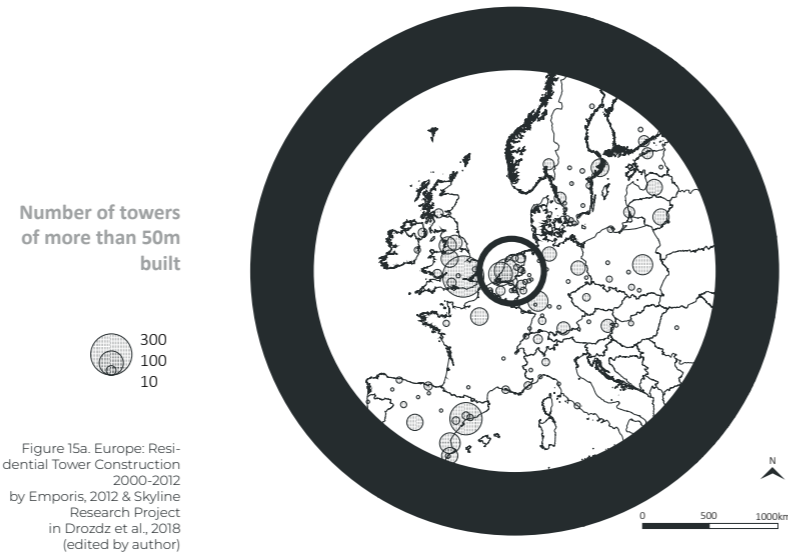 Number of towers
of more than 50m
built
300
100
10
Figure 15a. Europe: Resi-
dential Tower Construction
2000-2012
by Emporis, 2012 & Skyline
Research Project
in Drozdz et al., 2018
(edited by author)
N
0 500 1000km